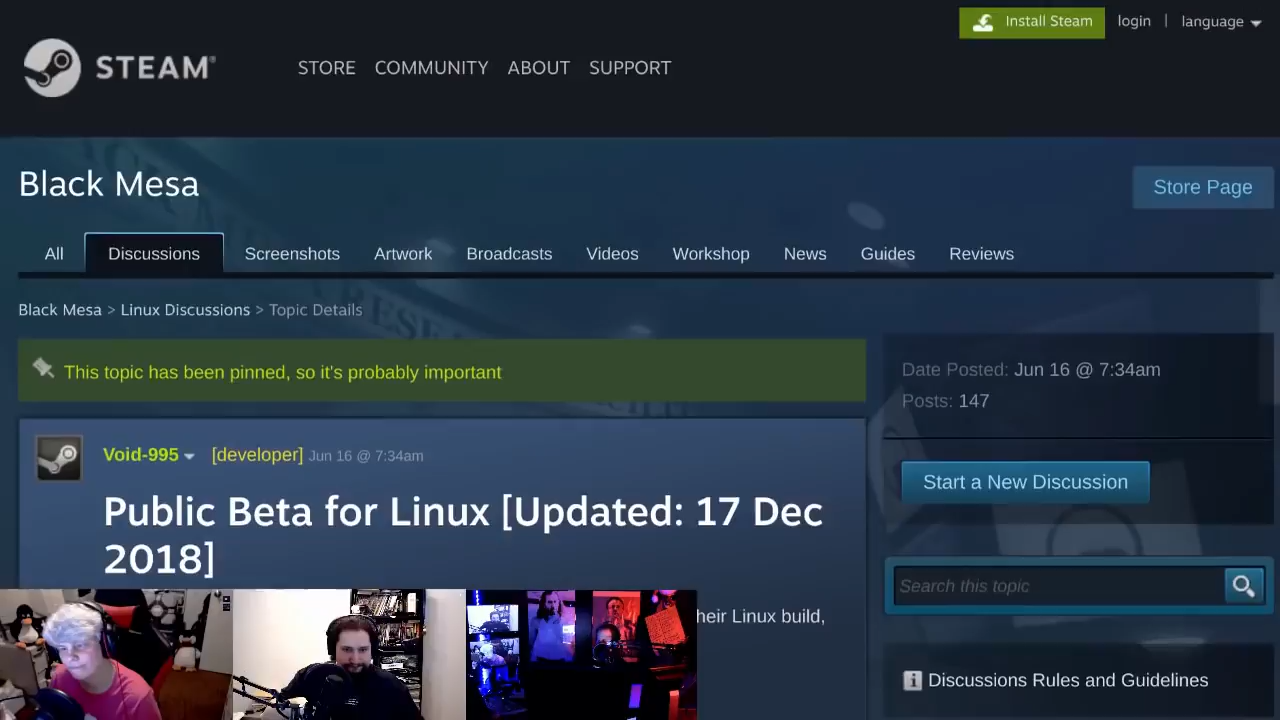 Install Steam
login | language
STEAM®
STORE COMMUNITY ABOUT SUPPORT
Black Mesa
Store Page
All Discussions Screenshots Artwork Broadcasts Videos Workshop News Guides Reviews
Black Mesa > Linux Discussions > Topic Details
This topic has been pinned, so it's probably important
Date Posted: Jun 16 @ 7:34am
Posts: 147
Void-995 [developer] Jun 16 @ 7:34am
Start a New Discussion
Public Beta for Linux [Updated: 17 Dec
2018]
Search this topic
heir Linux build,
Discussions Rules and Guidelines